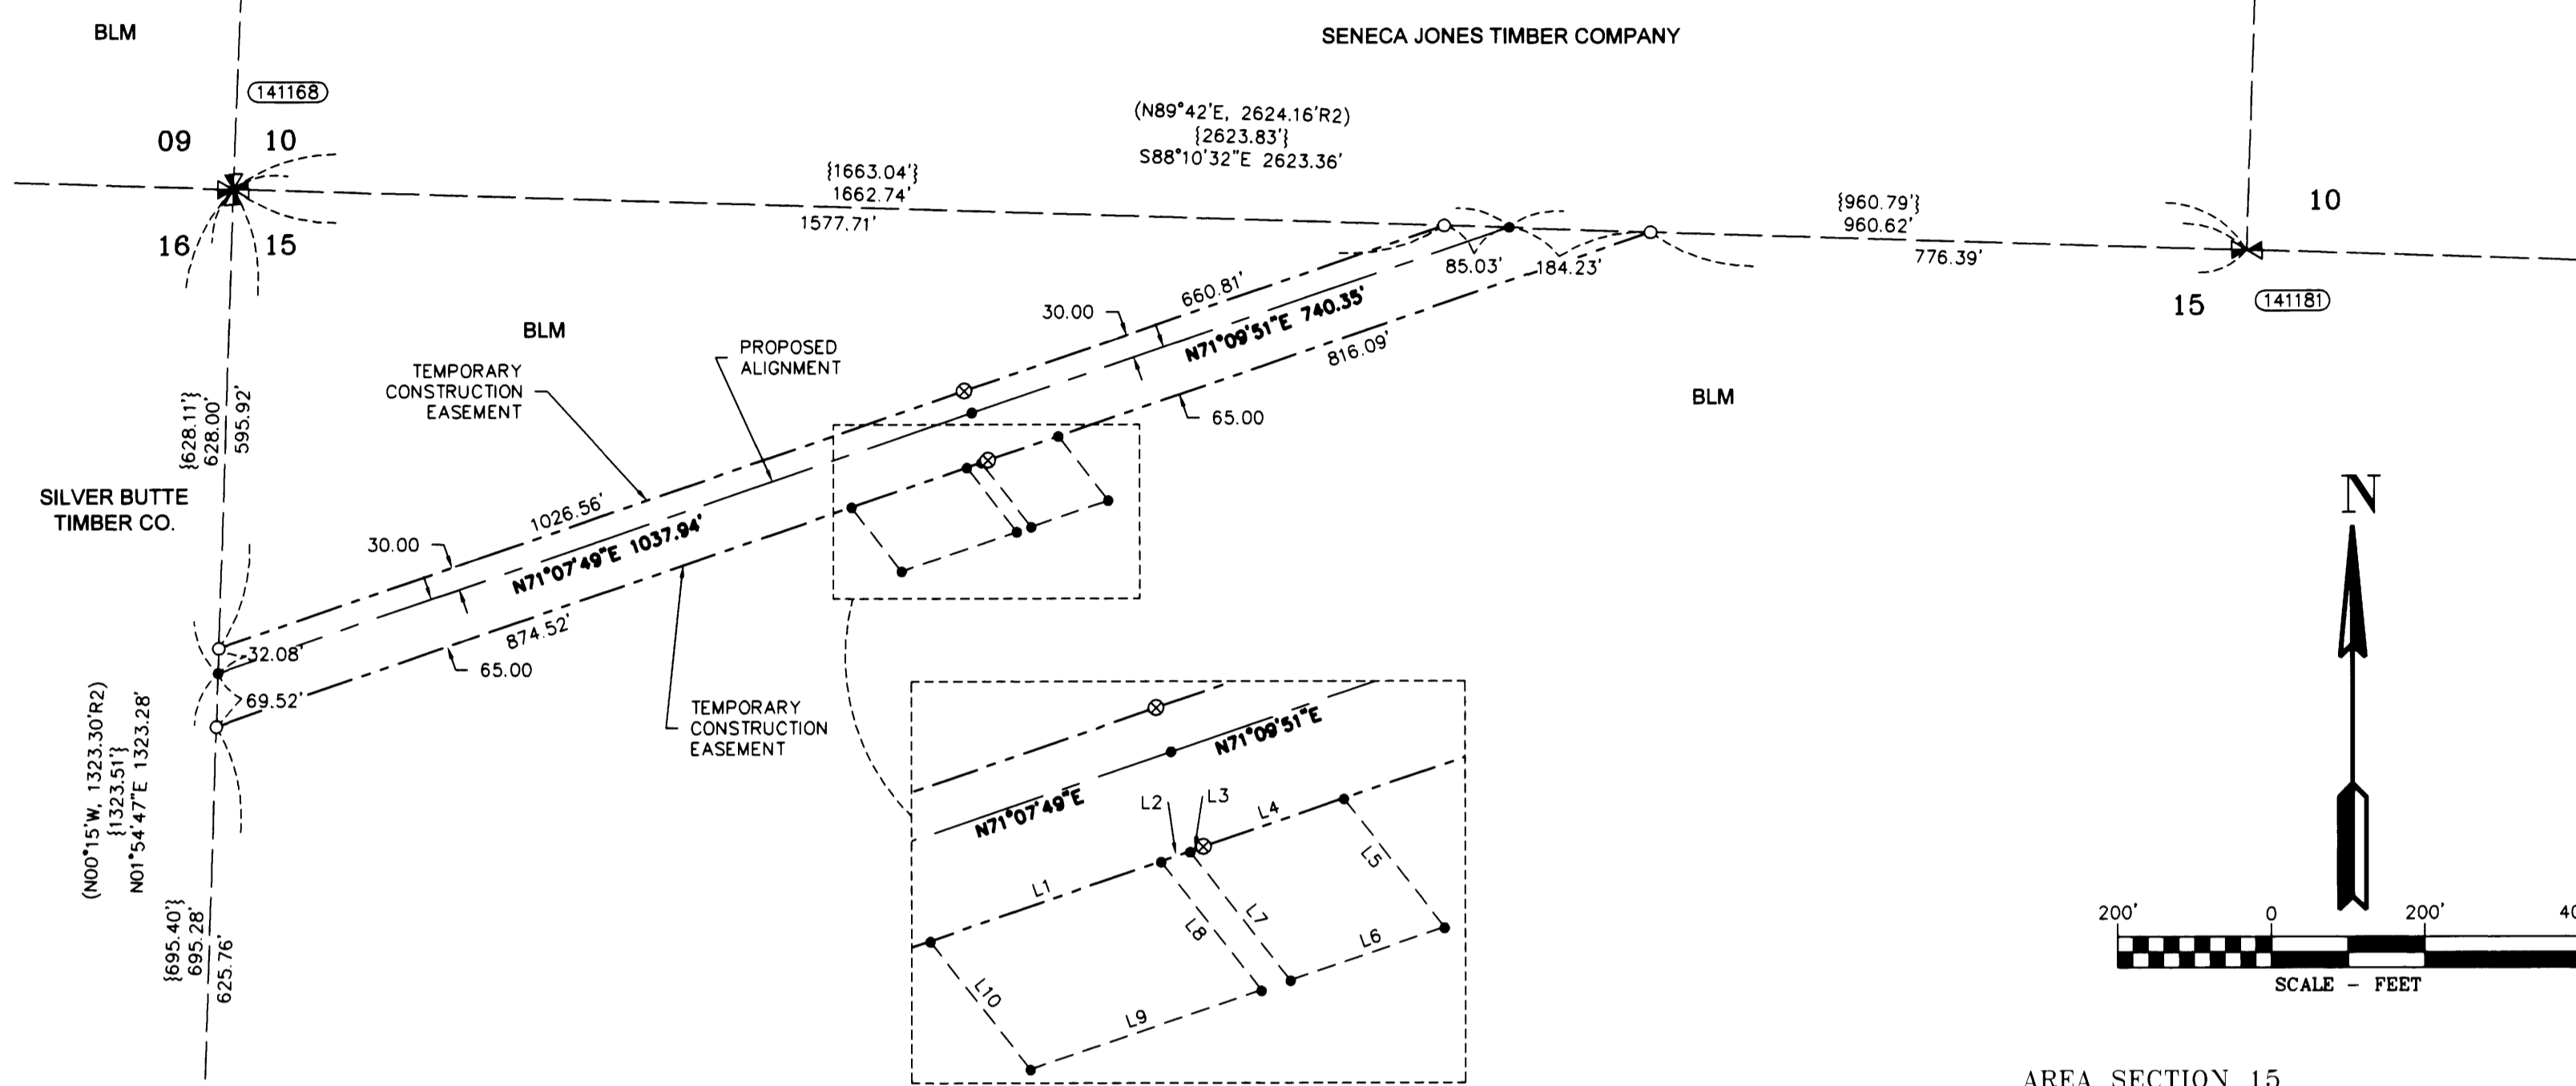 BLM
SENECA JONES TIMBER COMPANY
141168
09
10
16
15
(N89°42'E, 2624.16'R2)
{2623.83'}
S88°10'32"E 2623.36'
{1663.04'}
1662.74'
1577.71'
{960.79'}
960.62'
776.39'
10
15
141181
85.03'
184.23'
660.81'
30.00
N71°09'51"E 740.35'
816.09'
65.00
BLM
BLM
PROPOSED
ALIGNMENT
TEMPORARY
CONSTRUCTION
EASEMENT
{628.11'}
628.00'
595.92'
SILVER BUTTE
TIMBER CO.
1026.56'
30.00
N71°07'49"E 1037.94'
874.52'
65.00
32.08'
69.52'
TEMPORARY
CONSTRUCTION
EASEMENT
(N00°15'W, 1323.30'R2)
{1323.51'}
N01°54'47"E 1323.28'
{695.40'}
695.28'
625.76'
N71°09'51"E
N71°07'49"E
L2
L3
L4
L1
L5
L8
L7
L6
L10
L9
N
200'
0
200'
SCALE - FEET
AREA SECTION 15